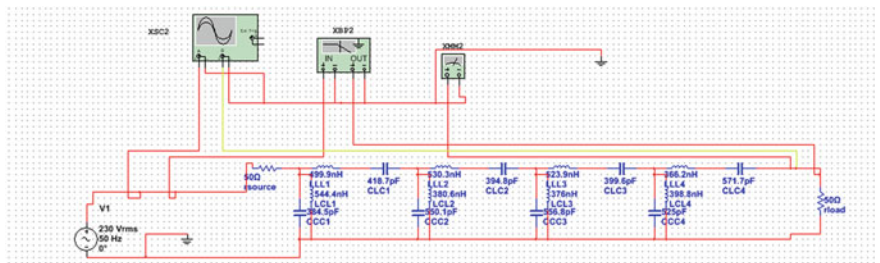 XSC2
XBP2
XMM2
IN OUT
50Ω
rsource
499.9nH
LLL1
544.4nH
LCL1
384.5pF
CCC1
418.7pF
CLC1
530.3nH
LLL2
380.6nH
LCL2
550.1pF
CCC2
394.8pF
CLC2
523.9nH
LLL3
376nH
LCL3
556.8pF
CCC3
399.6pF
CLC3
366.2nH
LLL4
398.8nH
LCL4
525pF
CCC4
571.7pF
CLC4
50Ω
rload
V1
230 Vrms
50 Hz
0°